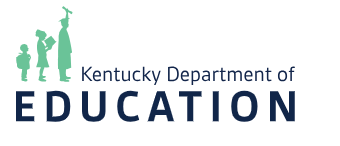 Kentucky Department of
EDUCATION